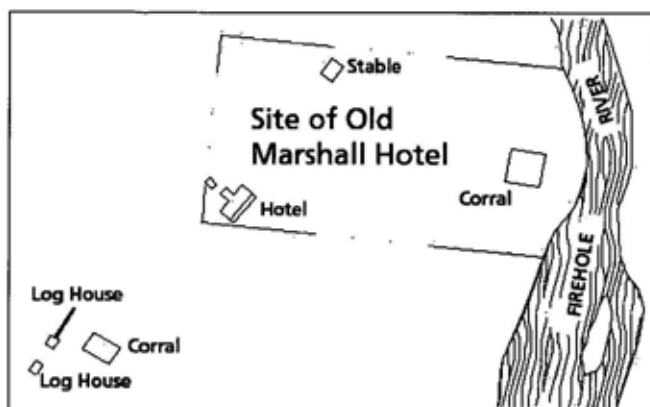 Stable
Site of Old
Marshall Hotel
Corral
Hotel
Log House
Corral
Log House
FIREHOLE RIVER